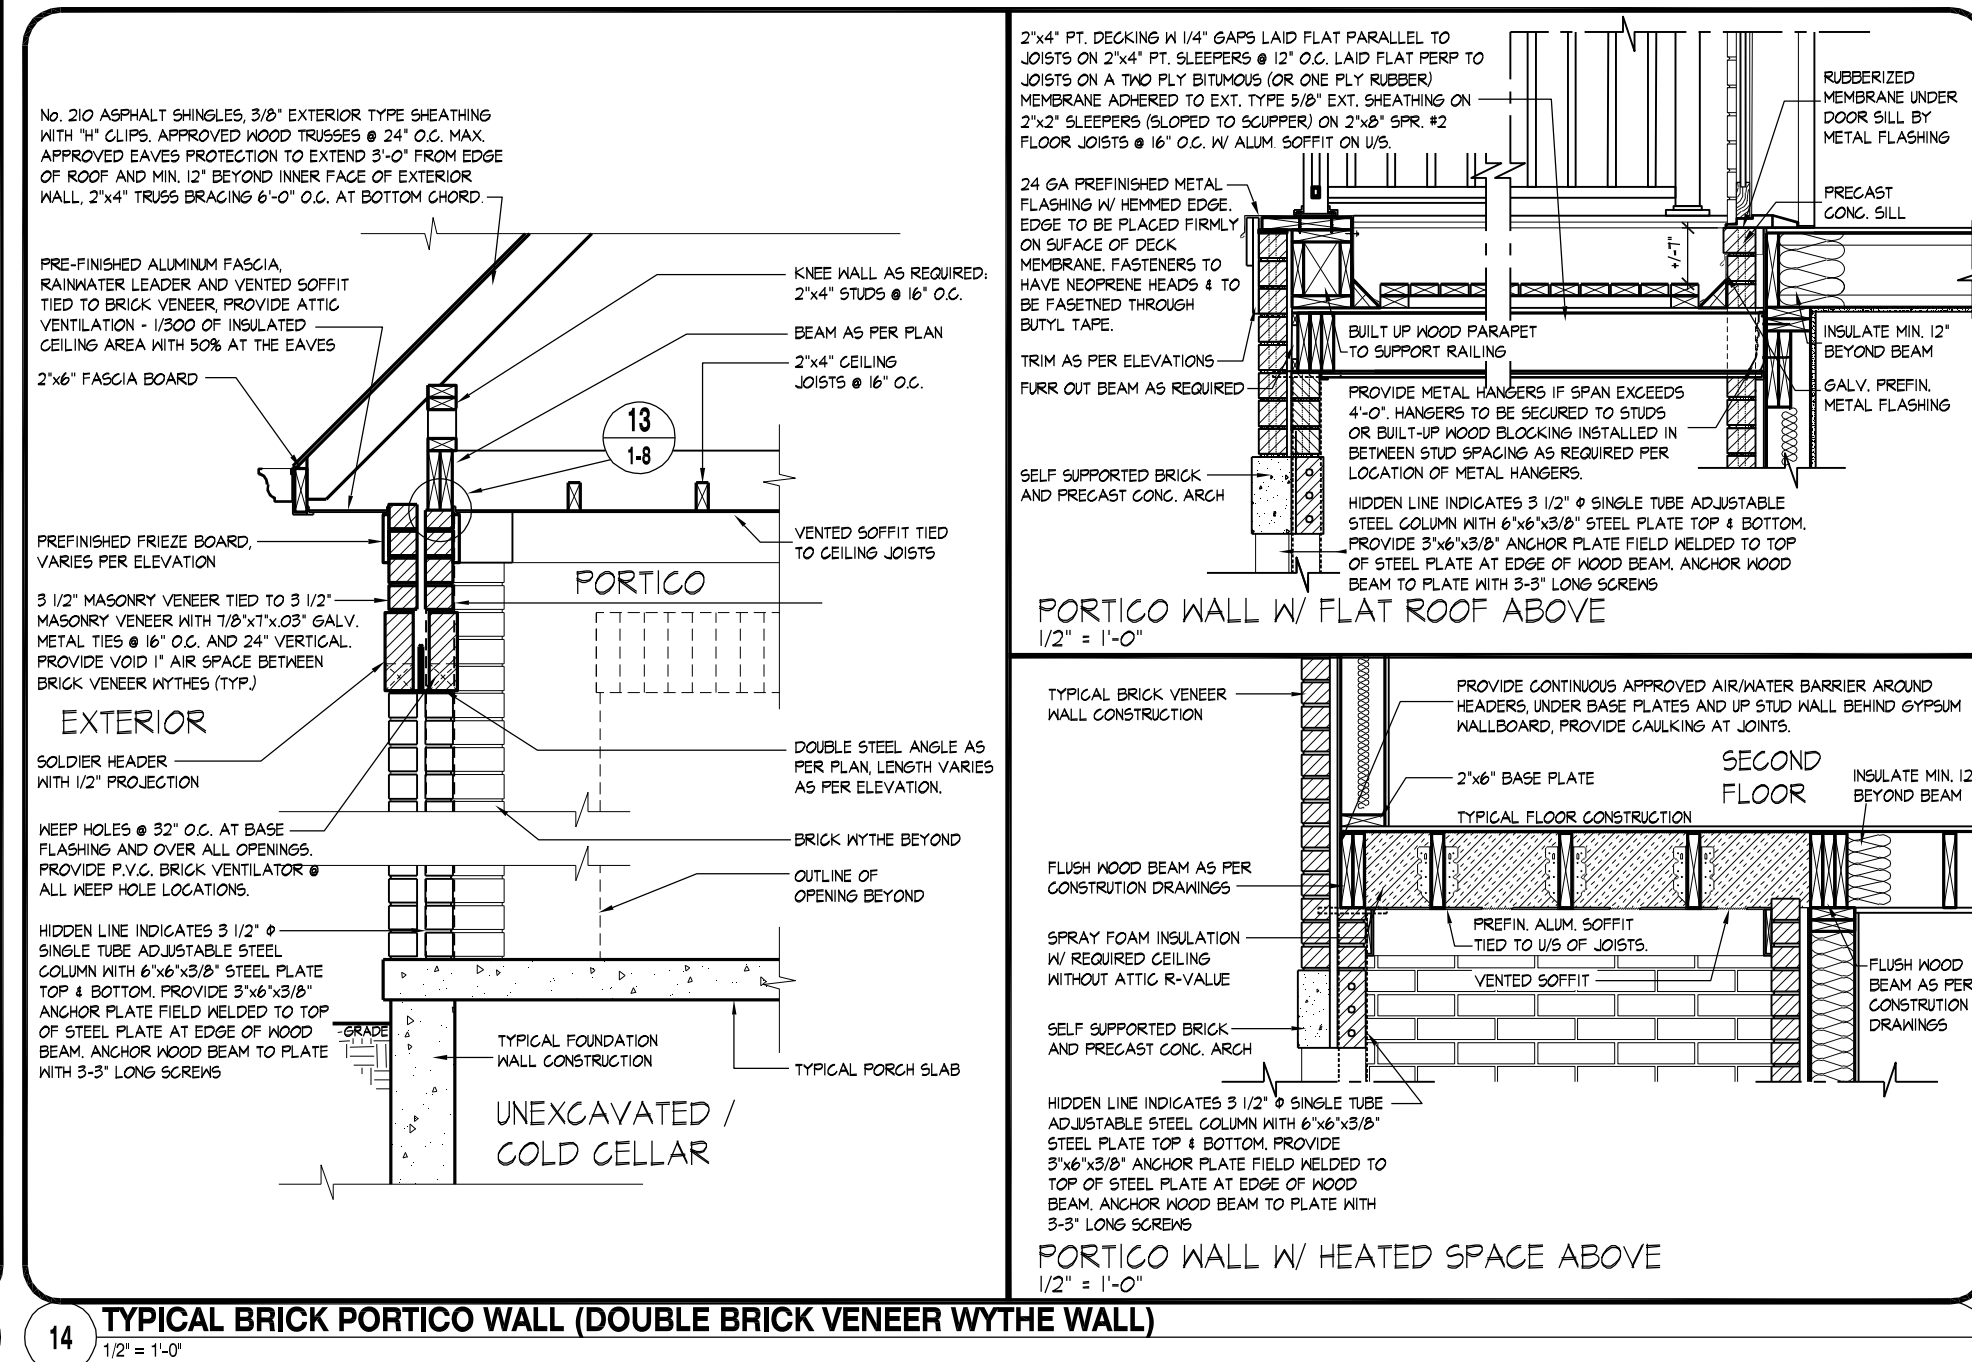 No. 210 ASPHALT SHINGLES, 3/8" EXTERIOR TYPE SHEATHING
WITH "H" CLIPS. APPROVED WOOD TRUSSES @ 24" O.C. MAX.
APPROVED EAVES PROTECTION TO EXTEND 3'-0" FROM EDGE
OF ROOF AND MIN. 12" BEYOND INNER FACE OF EXTERIOR
WALL, 2"x4" TRUSS BRACING 6'-0" O.C. AT BOTTOM CHORD.
PRE-FINISHED ALUMINUM FASCIA,
RAINWATER LEADER AND VENTED SOFFIT
TIED TO BRICK VENEER, PROVIDE ATTIC
VENTILATION - 1/300 OF INSULATED
CEILING AREA WITH 50% AT THE EAVES
2"x6" FASCIA BOARD
PREFINISHED FRIEZE BOARD,
VARIES PER ELEVATION
3 1/2" MASONRY VENEER TIED TO 3 1/2"
MASONRY VENEER WITH 7/8"x7"x.03" GALV.
METAL TIES @ 16" O.C. AND 24" VERTICAL.
PROVIDE VOID 1" AIR SPACE BETWEEN
BRICK VENEER WYTHES (TYP.)
EXTERIOR
SOLDIER HEADER
WITH 1/2" PROJECTION
WEEP HOLES @ 32" O.C. AT BASE
FLASHING AND OVER ALL OPENINGS.
PROVIDE P.V.C. BRICK VENTILATOR @
ALL WEEP HOLE LOCATIONS.
HIDDEN LINE INDICATES 3 1/2" Φ
SINGLE TUBE ADJUSTABLE STEEL
COLUMN WITH 6"x6"x3/8" STEEL PLATE
TOP & BOTTOM. PROVIDE 3"x6"x3/8"
ANCHOR PLATE FIELD WELDED TO TOP
OF STEEL PLATE AT EDGE OF WOOD
BEAM. ANCHOR WOOD BEAM TO PLATE
WITH 3-3" LONG SCREWS
KNEE WALL AS REQUIRED:
2"x4" STUDS @ 16" O.C.
BEAM AS PER PLAN
2"x4" CEILING
JOISTS @ 16" O.C.
13
1-8
VENTED SOFFIT TIED
TO CEILING JOISTS
PORTICO
DOUBLE STEEL ANGLE AS
PER PLAN, LENGTH VARIES
AS PER ELEVATION.
BRICK WYTHE BEYOND
OUTLINE OF
OPENING BEYOND
GRADE
TYPICAL FOUNDATION
WALL CONSTRUCTION
TYPICAL PORCH SLAB
UNEXCAVATED /
COLD CELLAR
2"x4" PT. DECKING W 1/4" GAPS LAID FLAT PARALLEL TO
JOISTS ON 2"x4" PT. SLEEPERS @ 12" O.C. LAID FLAT PERP TO
JOISTS ON A TWO PLY BITUMOUS (OR ONE PLY RUBBER)
MEMBRANE ADHERED TO EXT. TYPE 5/8" EXT. SHEATHING ON
2"x2" SLEEPERS (SLOPED TO SCUPPER) ON 2"x8" SPR. #2
FLOOR JOISTS @ 16" O.C. W/ ALUM. SOFFIT ON U/S.
24 GA PREFINISHED METAL
FLASHING W/ HEMMED EDGE.
EDGE TO BE PLACED FIRMLY
ON SUFACE OF DECK
MEMBRANE. FASTENERS TO
HAVE NEOPRENE HEADS & TO
BE FASETNED THROUGH
BUTYL TAPE.
TRIM AS PER ELEVATIONS
FURR OUT BEAM AS REQUIRED
SELF SUPPORTED BRICK
AND PRECAST CONC. ARCH
RUBBERIZED
MEMBRANE UNDER
DOOR SILL BY
METAL FLASHING
PRECAST
CONC. SILL
+/-7"
BUILT UP WOOD PARAPET
TO SUPPORT RAILING
INSULATE MIN. 12"
BEYOND BEAM
GALV. PREFIN.
METAL FLASHING
PROVIDE METAL HANGERS IF SPAN EXCEEDS
4'-0". HANGERS TO BE SECURED TO STUDS
OR BUILT-UP WOOD BLOCKING INSTALLED IN
BETWEEN STUD SPACING AS REQUIRED PER
LOCATION OF METAL HANGERS.
HIDDEN LINE INDICATES 3 1/2" Φ SINGLE TUBE ADJUSTABLE
STEEL COLUMN WITH 6"x6"x3/8" STEEL PLATE TOP & BOTTOM.
PROVIDE 3"x6"x3/8" ANCHOR PLATE FIELD WELDED TO TOP
OF STEEL PLATE AT EDGE OF WOOD BEAM. ANCHOR WOOD
BEAM TO PLATE WITH 3-3" LONG SCREWS
PORTICO WALL W/ FLAT ROOF ABOVE
1/2" = 1'-0"
TYPICAL BRICK VENEER
WALL CONSTRUCTION
PROVIDE CONTINUOUS APPROVED AIR/WATER BARRIER AROUND
HEADERS, UNDER BASE PLATES AND UP STUD WALL BEHIND GYPSUM
WALLBOARD, PROVIDE CAULKING AT JOINTS.
SECOND
FLOOR
2"x6" BASE PLATE
INSULATE MIN. 12
BEYOND BEAM
TYPICAL FLOOR CONSTRUCTION
FLUSH WOOD BEAM AS PER
CONSTRUTION DRAWINGS
PREFIN. ALUM. SOFFIT
TIED TO U/S OF JOISTS.
SPRAY FOAM INSULATION
W/ REQUIRED CEILING
WITHOUT ATTIC R-VALUE
VENTED SOFFIT
FLUSH WOOD
BEAM AS PER
CONSTRUTION
DRAWINGS
SELF SUPPORTED BRICK
AND PRECAST CONC. ARCH
HIDDEN LINE INDICATES 3 1/2" Φ SINGLE TUBE
ADJUSTABLE STEEL COLUMN WITH 6"x6"x3/8"
STEEL PLATE TOP & BOTTOM. PROVIDE
3"x6"x3/8" ANCHOR PLATE FIELD WELDED TO
TOP OF STEEL PLATE AT EDGE OF WOOD
BEAM. ANCHOR WOOD BEAM TO PLATE WITH
3-3" LONG SCREWS
PORTICO WALL W/ HEATED SPACE ABOVE
1/2" = 1'-0"
14
TYPICAL BRICK PORTICO WALL (DOUBLE BRICK VENEER WYTHE WALL)
1/2" = 1'-0"